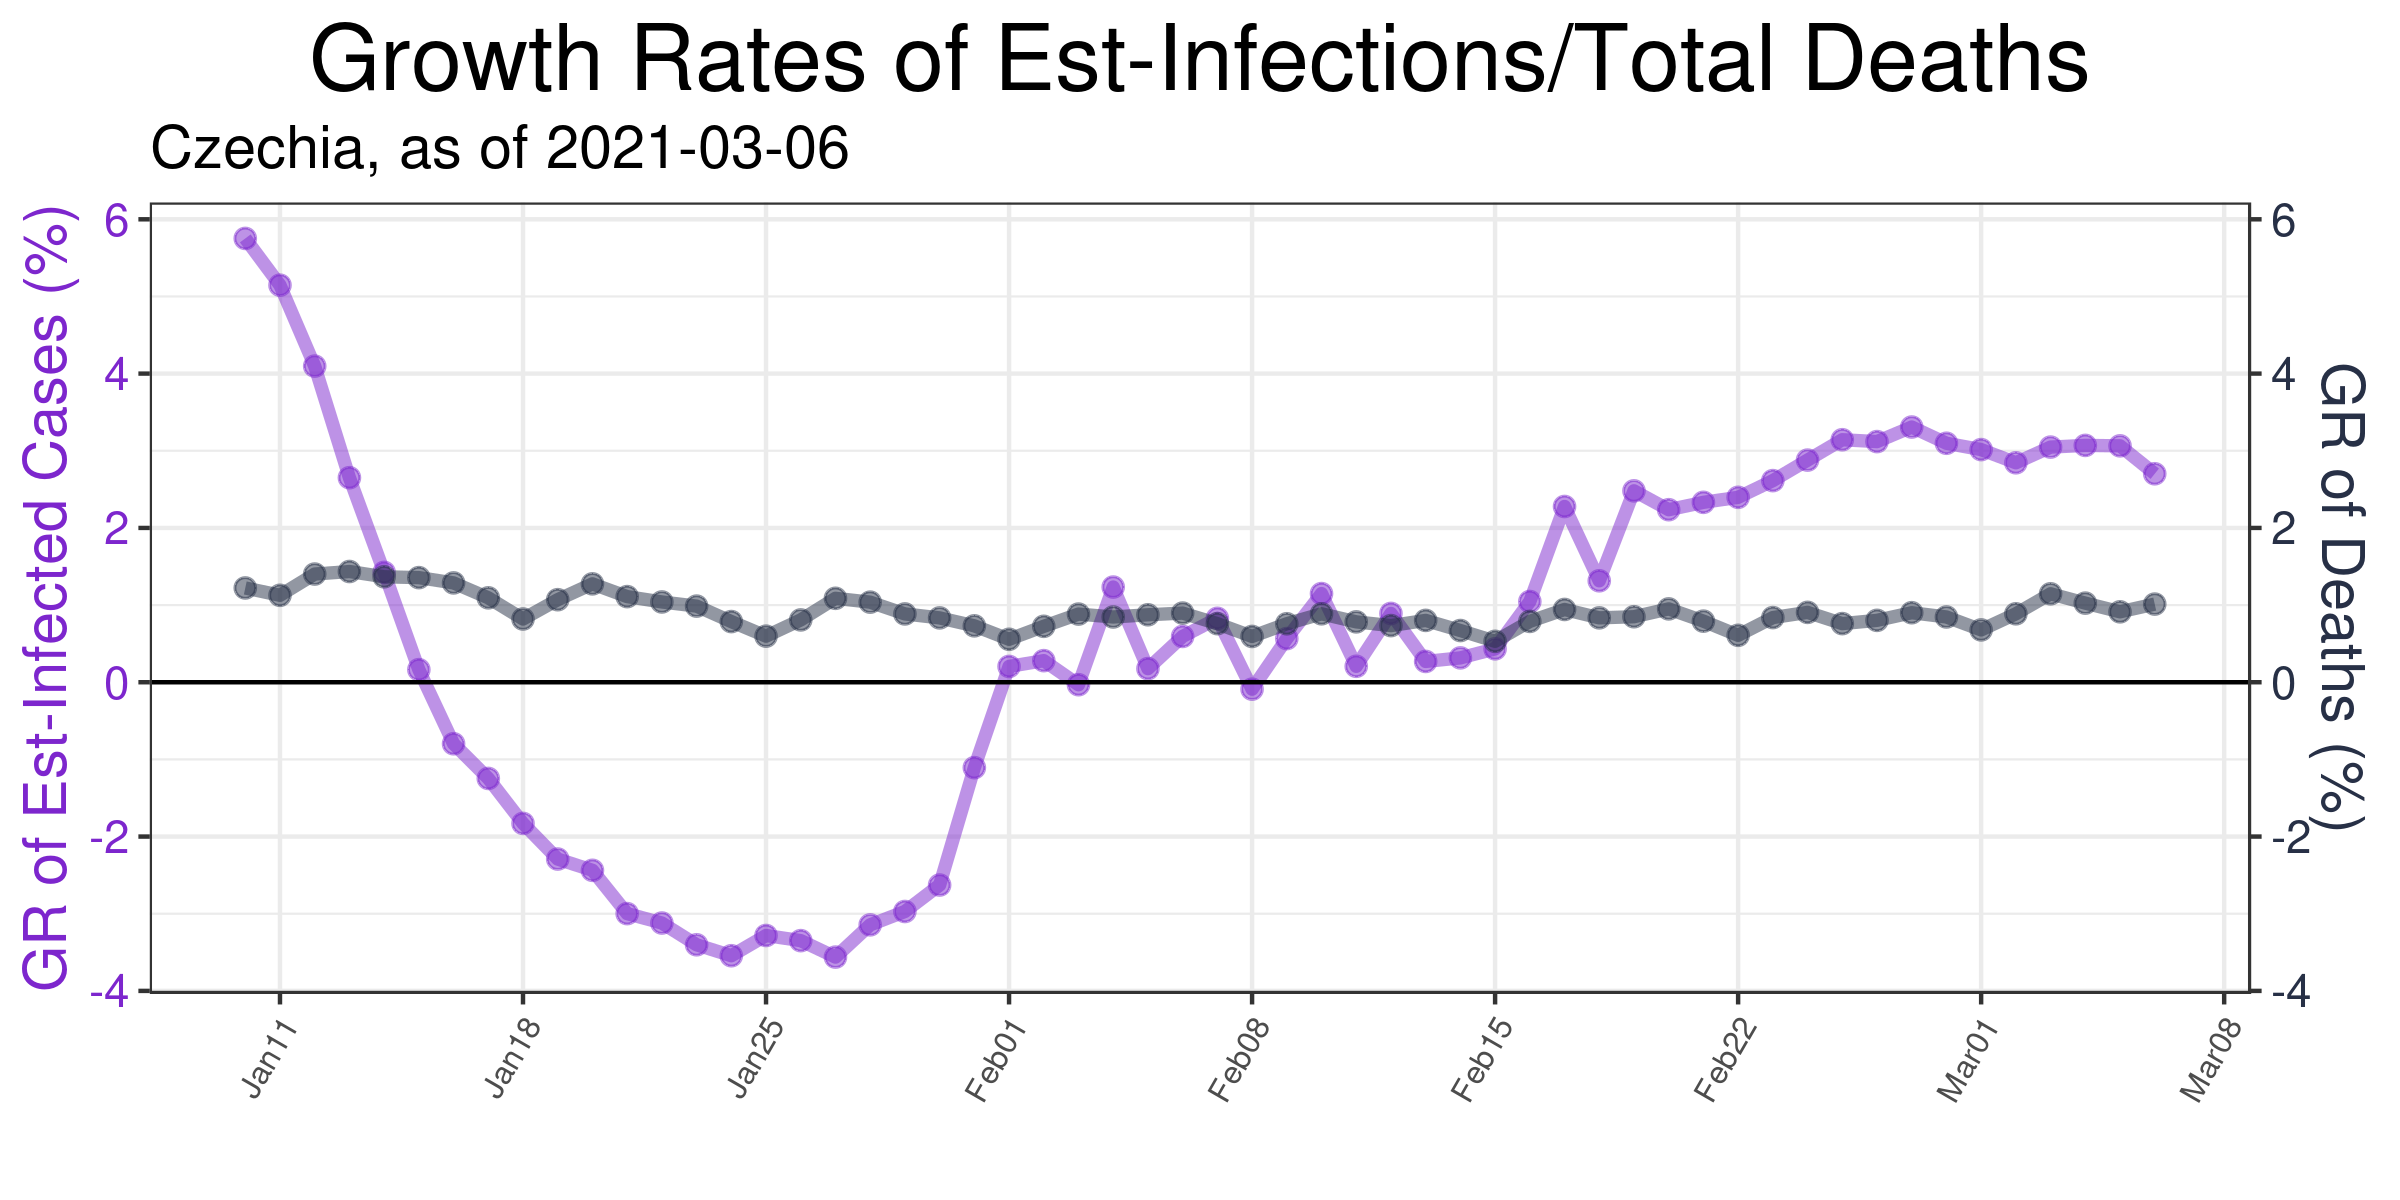 Growth Rates of Est-Infections/Total Deaths
Czechia, as of 2021-03-06
GR of Est-Infected Cases (%)
6
4
2
0
-2
-4
6
4
2
0
-2
-4
GR of Deaths (%)
Jan11
Jan18
Jan25
Feb01
Feb08
Feb15
Feb22
Mar01
Mar08